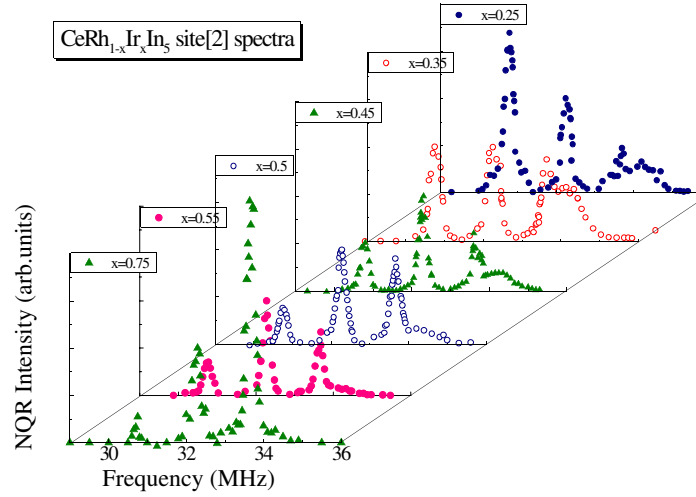 CeRh1-xIrxIn5 site[2] spectra
x=0.25
x=0.35
x=0.45
x=0.5
x=0.55
x=0.75
NQR Intensity (arb.units)
30 32 34 36
Frequency (MHz)